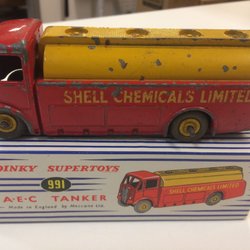 SHELL CHEMICALS LIMITED
DINKY SUPERTOYS
991
A·E·C TANKER
Made in England by Meccano Ltd.
SHELL CHEMICALS LIMITED